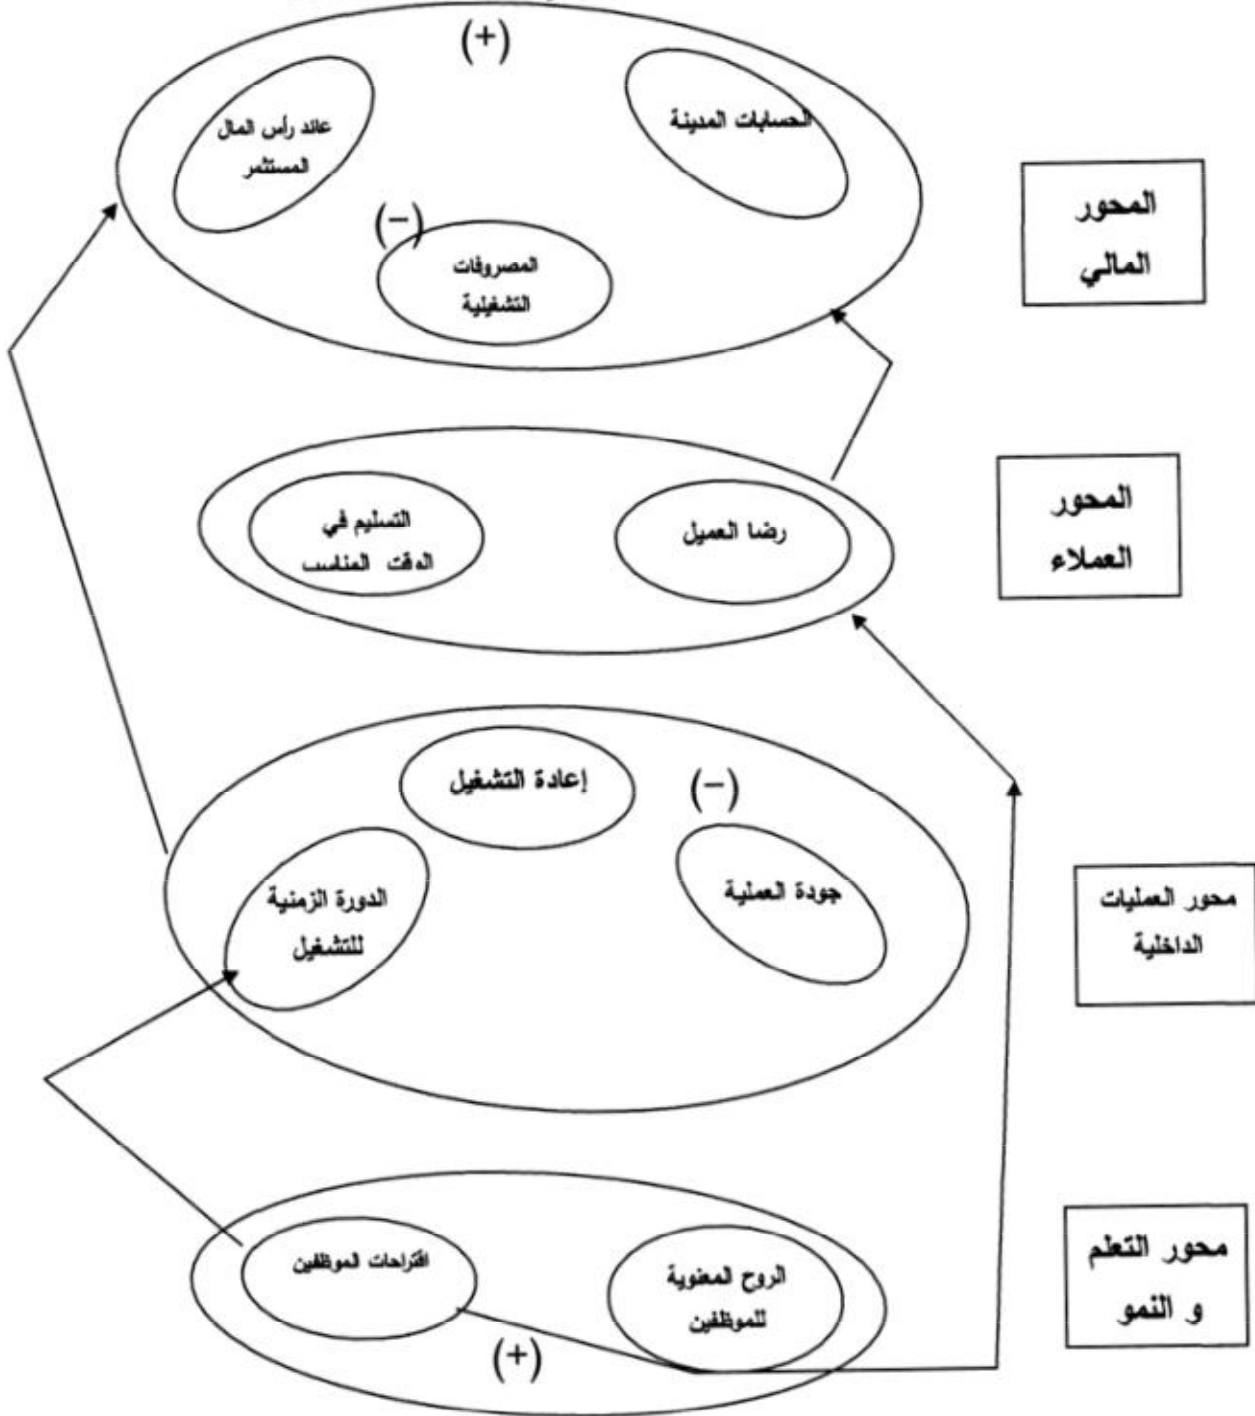 (+)
الحسابات المدينة
عائد رأس المال
المستثمر
(-)
المصروفات
التشغيلية
المحور
المالي
رضا العميل
التسليم في
الوقت المناسب
المحور
العملاء
إعادة التشغيل
(-)
جودة العملية
الدورة الزمنية
للتشغيل
محور العمليات
الداخلية
الروح المعنوية
للموظفين
اقتراحات الموظفين
(+)
محور التعلم
و النمو